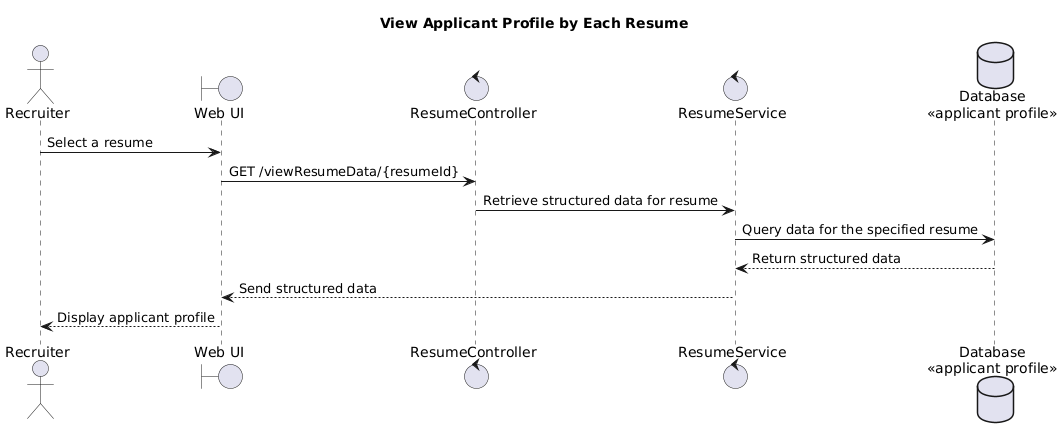 View Applicant Profile by Each Resume
Recruiter
Web UI
ResumeController
ResumeService
Database
«applicant profile»
Select a resume
GET /viewResumeData/{resumeId}
Retrieve structured data for resume
Query data for the specified resume
Return structured data
Send structured data
Display applicant profile
Recruiter
Web UI
ResumeController
ResumeService
Database
«applicant profile»